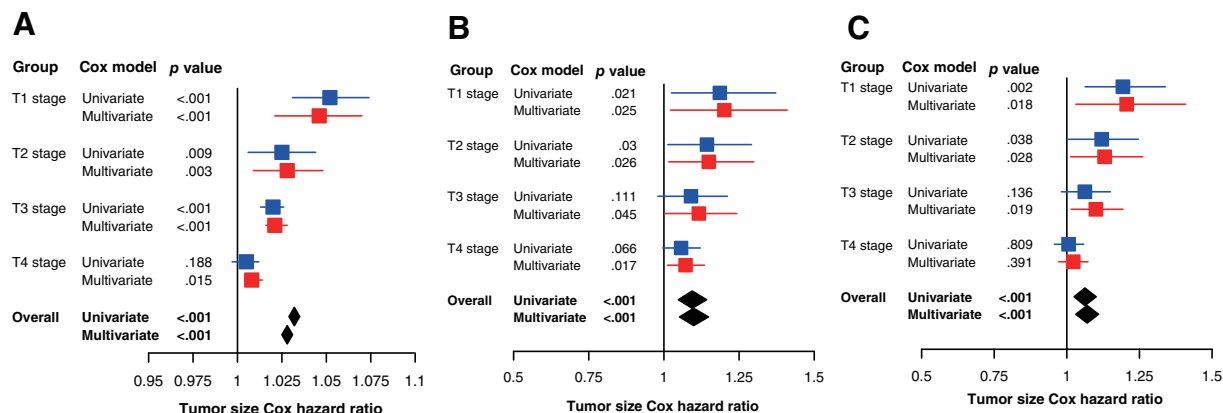 A
Group Cox model p value
T1 stage Univariate <.001
Multivariate <.001
T2 stage Univariate .009
Multivariate .003
T3 stage Univariate <.001
Multivariate <.001
T4 stage Univariate .188
Multivariate .015
Overall Univariate <.001
Multivariate <.001
0.95 0.975 1 1.025 1.05 1.075 1.1
Tumor size Cox hazard ratio
B
Group Cox model p value
T1 stage Univariate .021
Multivariate .025
T2 stage Univariate .03
Multivariate .026
T3 stage Univariate .111
Multivariate .045
T4 stage Univariate .066
Multivariate .017
Overall Univariate <.001
Multivariate <.001
0.5 0.75 1 1.25 1.5
Tumor size Cox hazard ratio
C
Group Cox model p value
T1 stage Univariate .002
Multivariate .018
T2 stage Univariate .038
Multivariate .028
T3 stage Univariate .136
Multivariate .019
T4 stage Univariate .809
Multivariate .391
Overall Univariate <.001
Multivariate <.001
0.5 0.75 1 1.25 1.5
Tumor size Cox hazard ratio